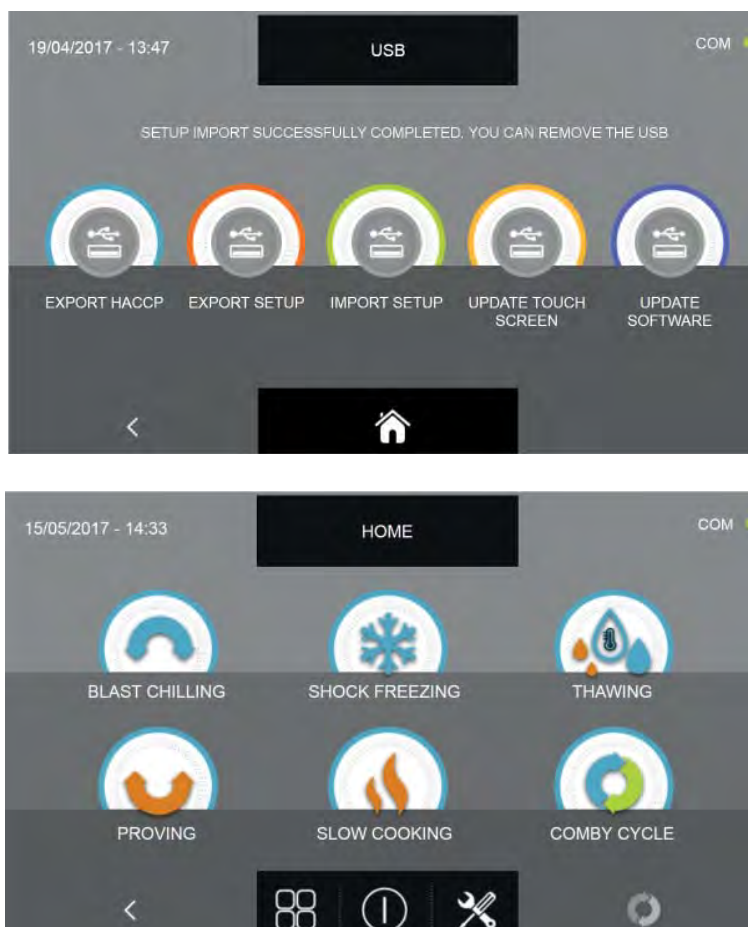 19/04/2017 - 13:47
USB
COM
SETUP IMPORT SUCCESSFULLY COMPLETED. YOU CAN REMOVE THE USB
EXPORT HACCP
EXPORT SETUP
IMPORT SETUP
UPDATE TOUCH
SCREEN
UPDATE
SOFTWARE
15/05/2017 - 14:33
HOME
COM
BLAST CHILLING
SHOCK FREEZING
THAWING
PROVING
SLOW COOKING
COMBY CYCLE